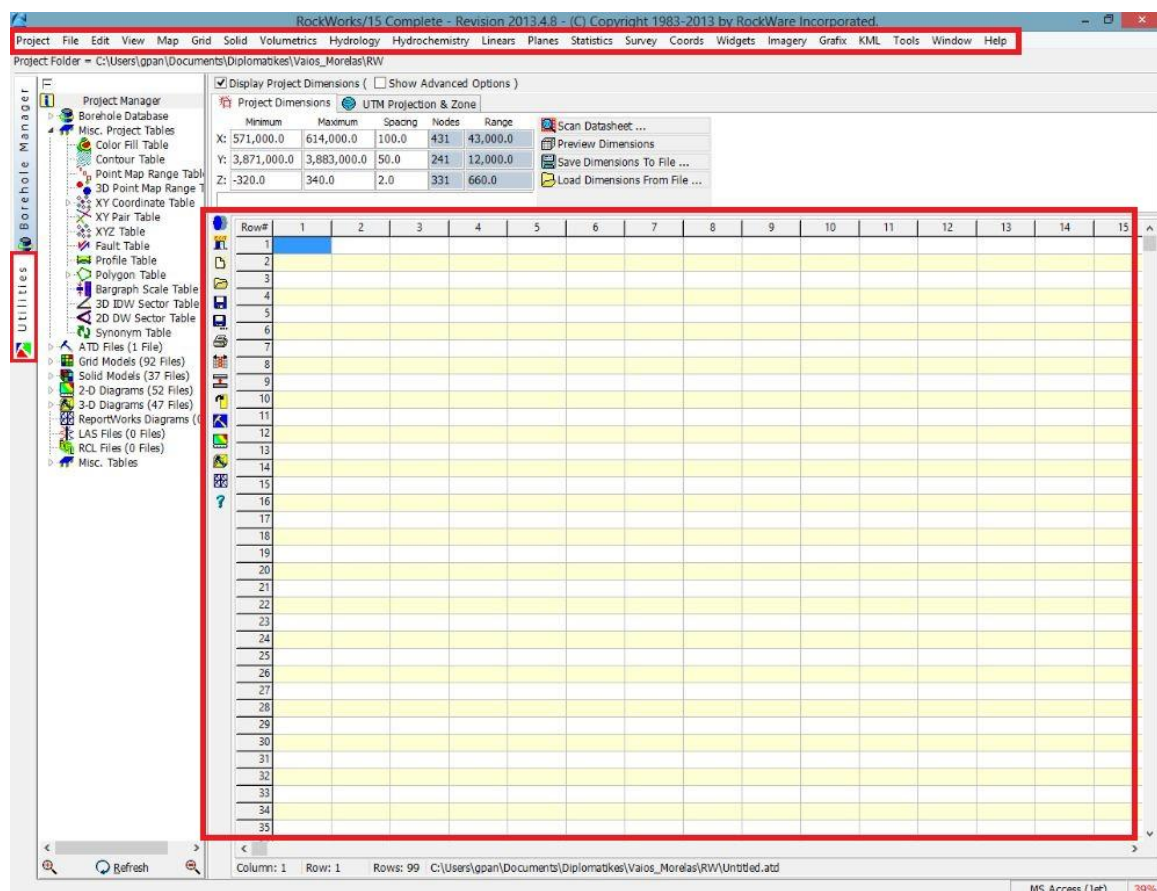 RockWorks/15 Complete - Revision 2013.4.8 - (C) Copyright 1983-2013 by RockWare Incorporated.
Project File Edit View Map Grid Solid Volumetrics Hydrology Hydrochemistry Linears Planes Statistics Survey Coords Widgets Imagery Grafix KML Tools Window Help
Project Folder = C:\Users\gpan\Documents\Diplomatikes\Vaios_Morelas\RW
Borehole Manager
Utilities
Project Manager
Borehole Database
Misc. Project Tables
Color Fill Table
Contour Table
Point Map Range Tabl
3D Point Map Range T
XY Coordinate Table
XY Pair Table
XYZ Table
Fault Table
Profile Table
Polygon Table
Bargraph Scale Table
3D IDW Sector Table
2D DW Sector Table
Synonym Table
ATD Files (1 File)
Grid Models (92 Files)
Solid Models (37 Files)
2-D Diagrams (52 Files)
3-D Diagrams (47 Files)
ReportWorks Diagrams (
LAS Files (0 Files)
RCL Files (0 Files)
Misc. Tables
Refresh
Display Project Dimensions ( Show Advanced Options )
Project Dimensions UTM Projection & Zone
Minimum Maximum Spacing Nodes Range
X: 571,000.0 614,000.0 100.0 431 43,000.0
Y: 3,871,000.0 3,883,000.0 50.0 241 12,000.0
Z: -320.0 340.0 2.0 331 660.0
Scan Datasheet ...
Preview Dimensions
Save Dimensions To File ...
Load Dimensions From File ...
Row# 1 2 3 4 5 6 7 8 9 10 11 12 13 14 15
1
2
3
4
5
6
7
8
9
10
11
12
13
14
15
16
17
18
19
20
21
22
23
24
25
26
27
28
29
30
31
32
33
34
35
Column: 1 Row: 1 Rows: 99 C:\Users\gpan\Documents\Diplomatikes\Vaios_Morelas\RW\Untitled.atd
MS Access (Jet) 39%